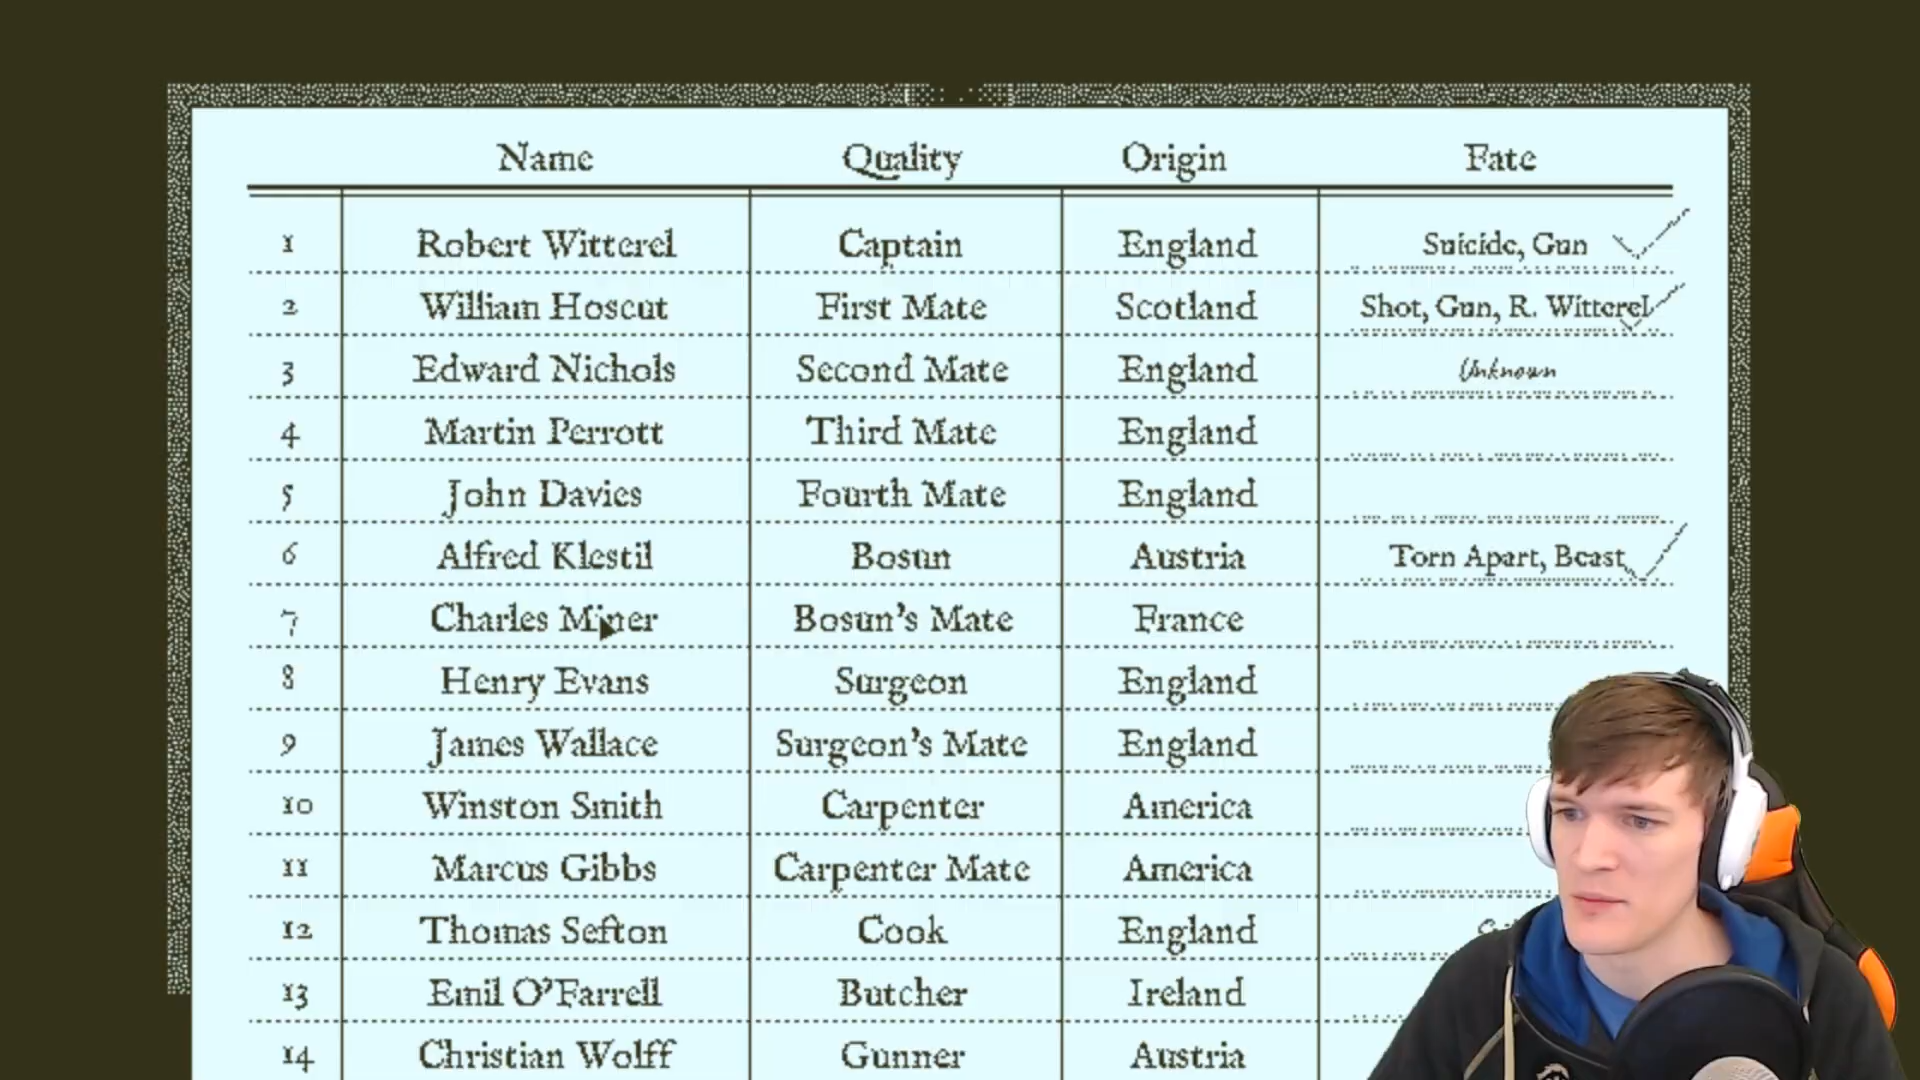 Name Quality Origin Fate
1 Robert Witterel Captain England Suicide, Gun
2 William Hoscut First Mate Scotland Shot, Gun, R. Witterel
3 Edward Nichols Second Mate England Unknown
4 Martin Perrott Third Mate England
5 John Davies Fourth Mate England
6 Alfred Klestil Bosun Austria Torn Apart, Beast
7 Charles Miner Bosun's Mate France
8 Henry Evans Surgeon England
9 James Wallace Surgeon's Mate England
10 Winston Smith Carpenter America
11 Marcus Gibbs Carpenter Mate America
12 Thomas Sefton Cook England
13 Emil O'Farrell Butcher Ireland
14 Christian Wolff Gunner Austria